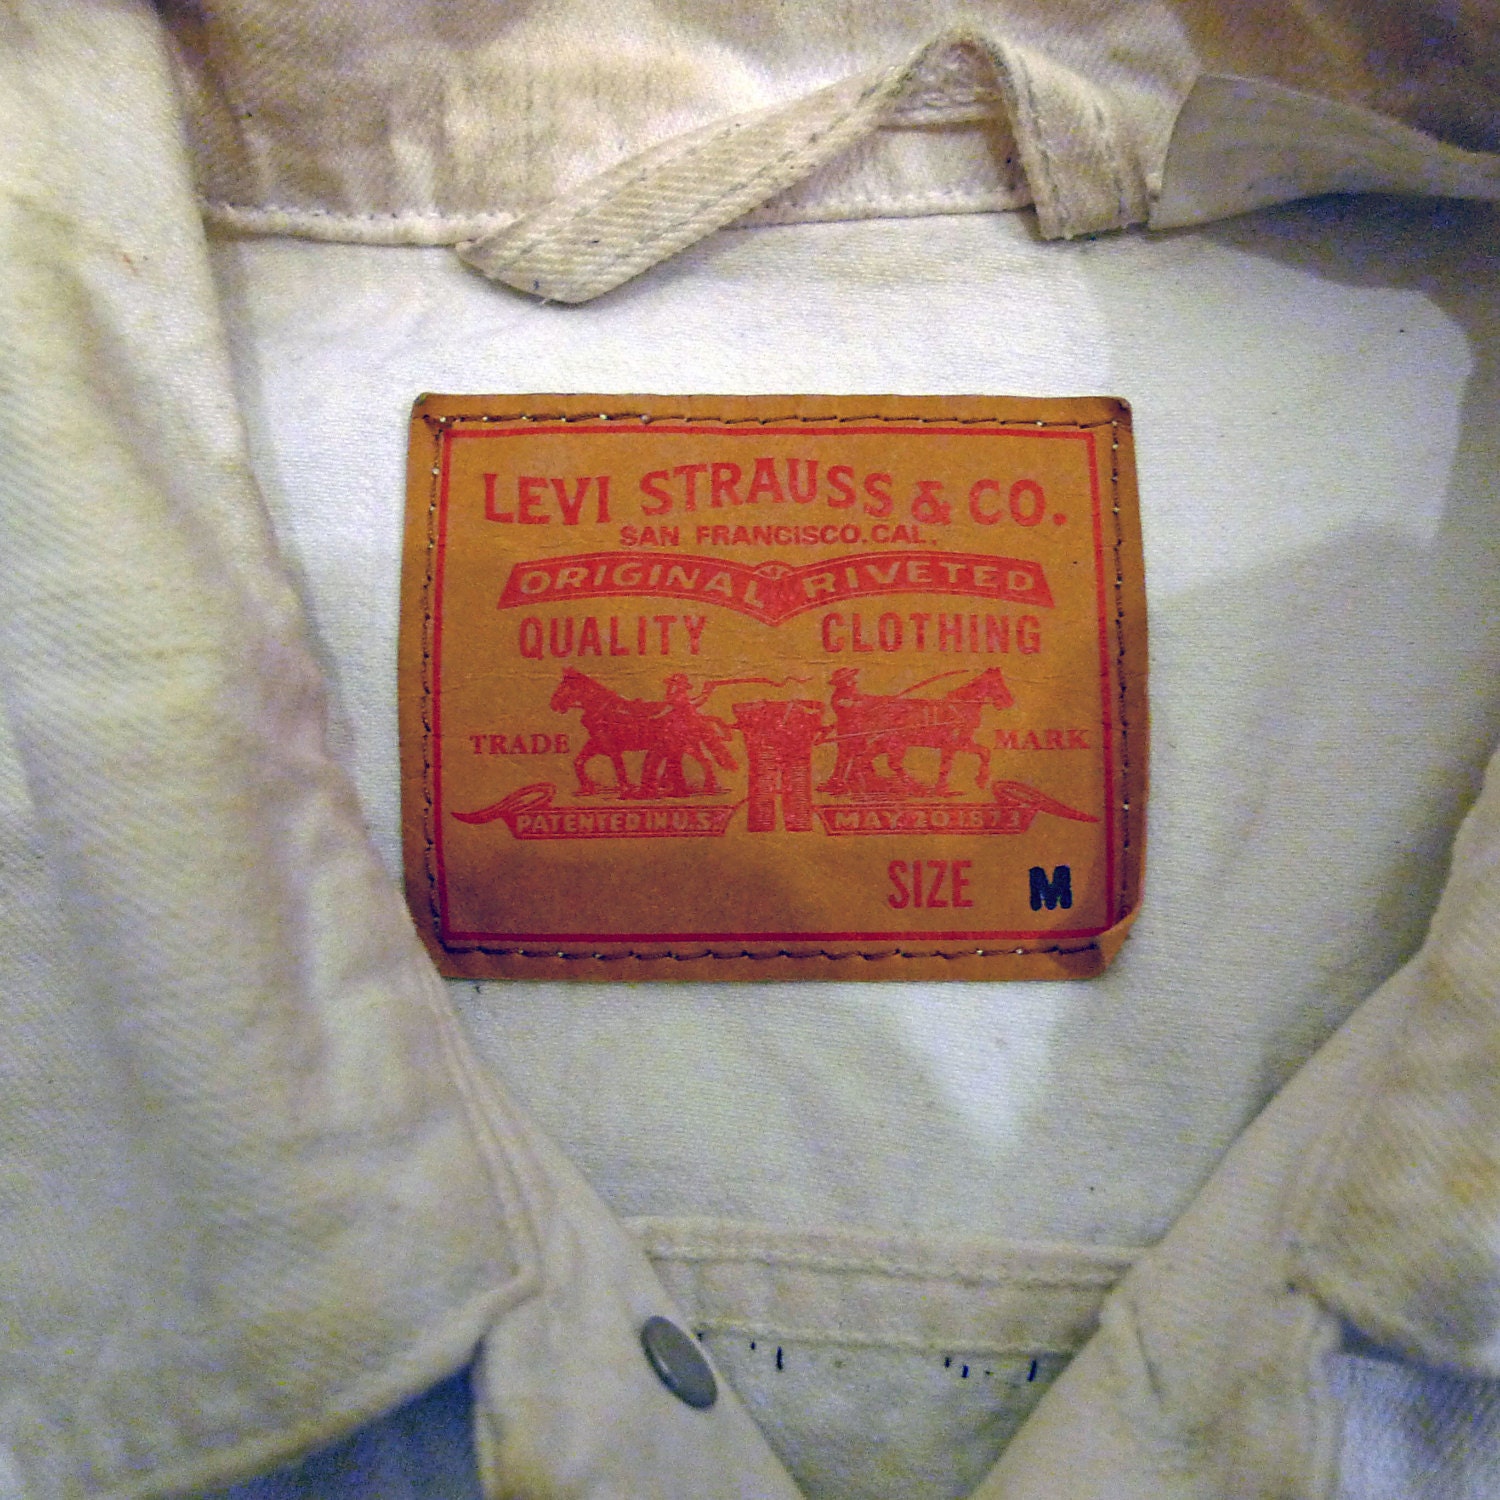 LEVI STRAUSS & CO.
SAN FRANCISCO, CAL.
ORIGINAL RIVETED
QUALITY CLOTHING
TRADE MARK
PATENTED IN U.S. MAY 20 1873
SIZE M